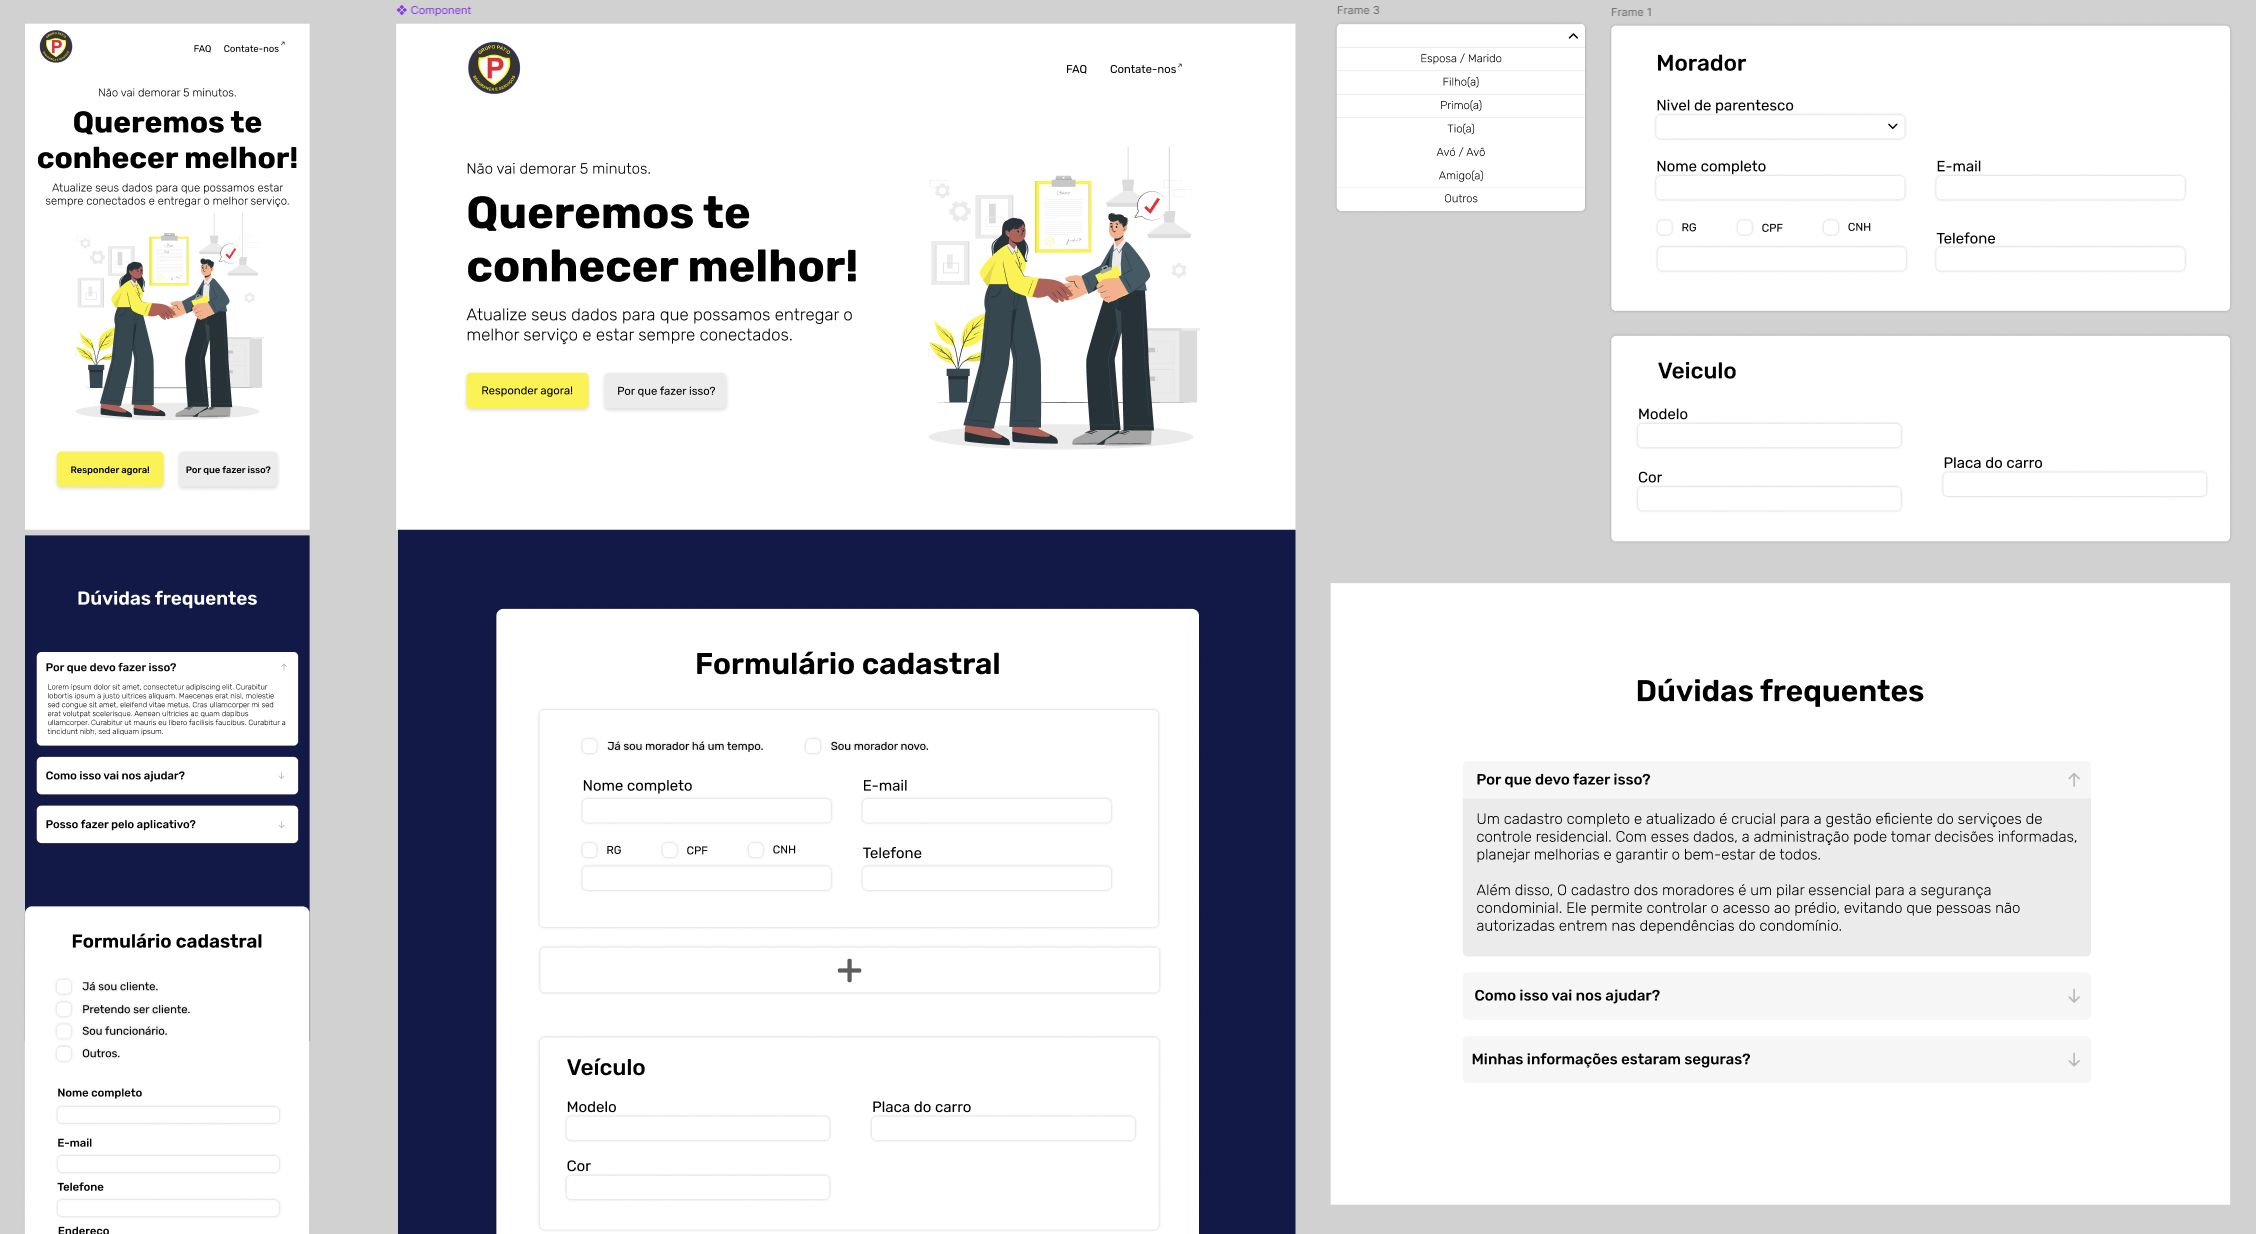 FAQ
Contate-nos
Não vai demorar 5 minutos.
Queremos te
conhecer melhor!
Atualize seus dados para que possamos estar
sempre conectados e entregar o melhor serviço.
Responder agora!
Por que fazer isso?
Dúvidas frequentes
Por que devo fazer isso?
Lorem ipsum dolor sit amet, consectetur adipiscing elit. Curabitur
lobortis ipsum a justo ultrices aliquam. Maecenas erat nisl, molestie
sed congue sit amet, eleifend vitae metus. Cras ullamcorper mi sed
erat volutpat scelerisque. Aenean ultricies ac quam dapibus
ullamcorper. Curabitur ut mauris eu libero facilisis faucibus. Curabitur a
tincidunt nibh, sed aliquam ipsum.
Como isso vai nos ajudar?
Posso fazer pelo aplicativo?
Formulário cadastral
Já sou cliente.
Pretendo ser cliente.
Sou funcionário.
Outros.
Nome completo
E-mail
Telefone
Endereço
Component
GRUPO PATIO
P
SEGURANÇA E SERVIÇOS
FAQ
Contate-nos
Não vai demorar 5 minutos.
Queremos te
conhecer melhor!
Atualize seus dados para que possamos entregar o
melhor serviço e estar sempre conectados.
Responder agora!
Por que fazer isso?
Formulário cadastral
Já sou morador há um tempo.
Sou morador novo.
Nome completo
E-mail
RG
CPF
CNH
Telefone
Veículo
Modelo
Placa do carro
Cor
Frame 3
Esposa / Marido
Filho(a)
Primo(a)
Tio(a)
Avó / Avô
Amigo(a)
Outros
Frame 1
Morador
Nivel de parentesco
Nome completo
E-mail
RG
CPF
CNH
Telefone
Veiculo
Modelo
Placa do carro
Cor
Dúvidas frequentes
Por que devo fazer isso?
Um cadastro completo e atualizado é crucial para a gestão eficiente do serviçoes de
controle residencial. Com esses dados, a administração pode tomar decisões informadas,
planejar melhorias e garantir o bem-estar de todos.
Além disso, O cadastro dos moradores é um pilar essencial para a segurança
condominial. Ele permite controlar o acesso ao prédio, evitando que pessoas não
autorizadas entrem nas dependências do condomínio.
Como isso vai nos ajudar?
Minhas informações estaram seguras?